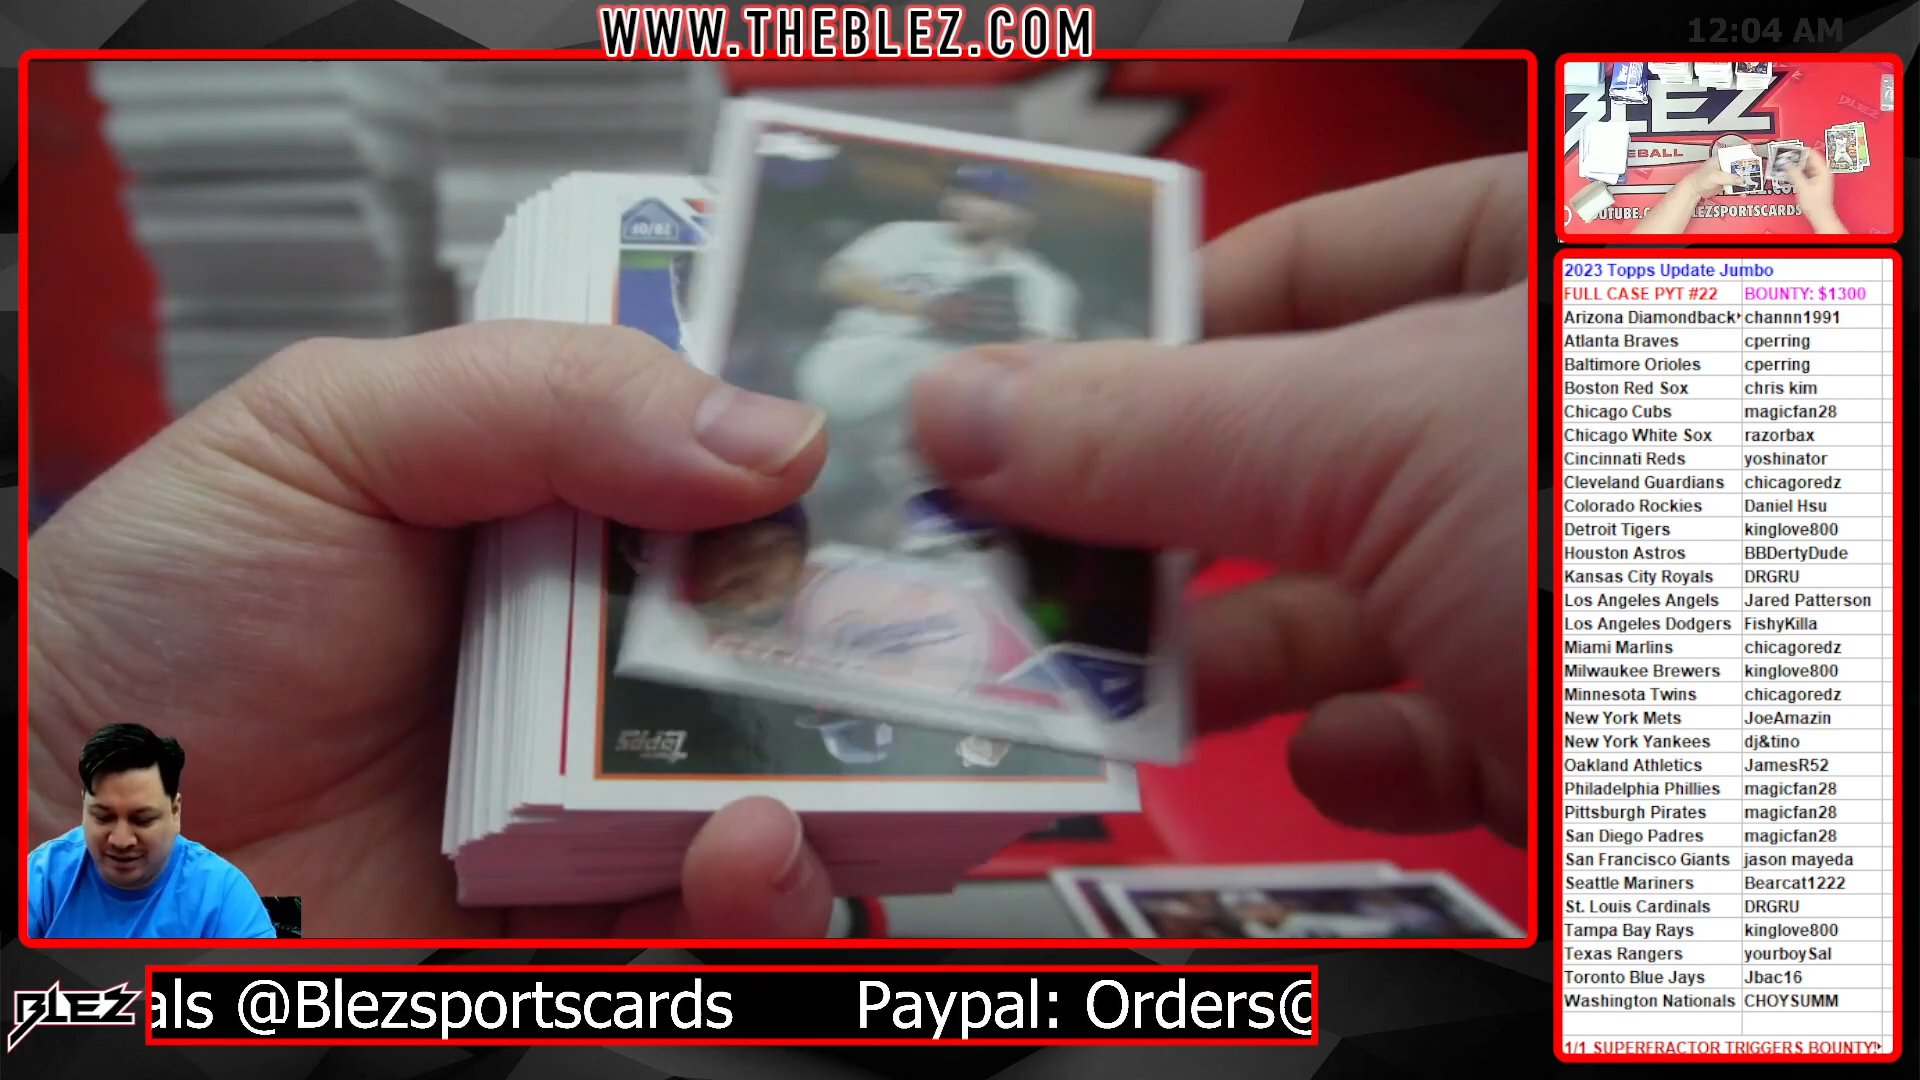 WWW.THEBLEZ.COM
12:04 AM
BLEZ
EBALL
OUTUBE.C
LEZSPORTSCARDS
Topps
2023 Topps Update Jumbo
FULL CASE PYT #22 BOUNTY: $1300
Arizona Diamondback channn1991
Atlanta Braves cperring
Baltimore Orioles cperring
Boston Red Sox chris kim
Chicago Cubs magicfan28
Chicago White Sox razorbax
Cincinnati Reds yoshinator
Cleveland Guardians chicagoredz
Colorado Rockies Daniel Hsu
Detroit Tigers kinglove800
Houston Astros BBDertyDude
Kansas City Royals DRGRU
Los Angeles Angels Jared Patterson
Los Angeles Dodgers FishyKilla
Miami Marlins chicagoredz
Milwaukee Brewers kinglove800
Minnesota Twins chicagoredz
New York Mets JoeAmazin
New York Yankees dj&tino
Oakland Athletics JamesR52
Philadelphia Phillies magicfan28
Pittsburgh Pirates magicfan28
San Diego Padres magicfan28
San Francisco Giants jason mayeda
Seattle Mariners Bearcat1222
St. Louis Cardinals DRGRU
Tampa Bay Rays kinglove800
Texas Rangers yourboySal
Toronto Blue Jays Jbac16
Washington Nationals CHOYSUMM
1/1 SUPERFRACTOR TRIGGERS BOUNTY!
BLEZ
als @Blezsportscards Paypal: Orders@